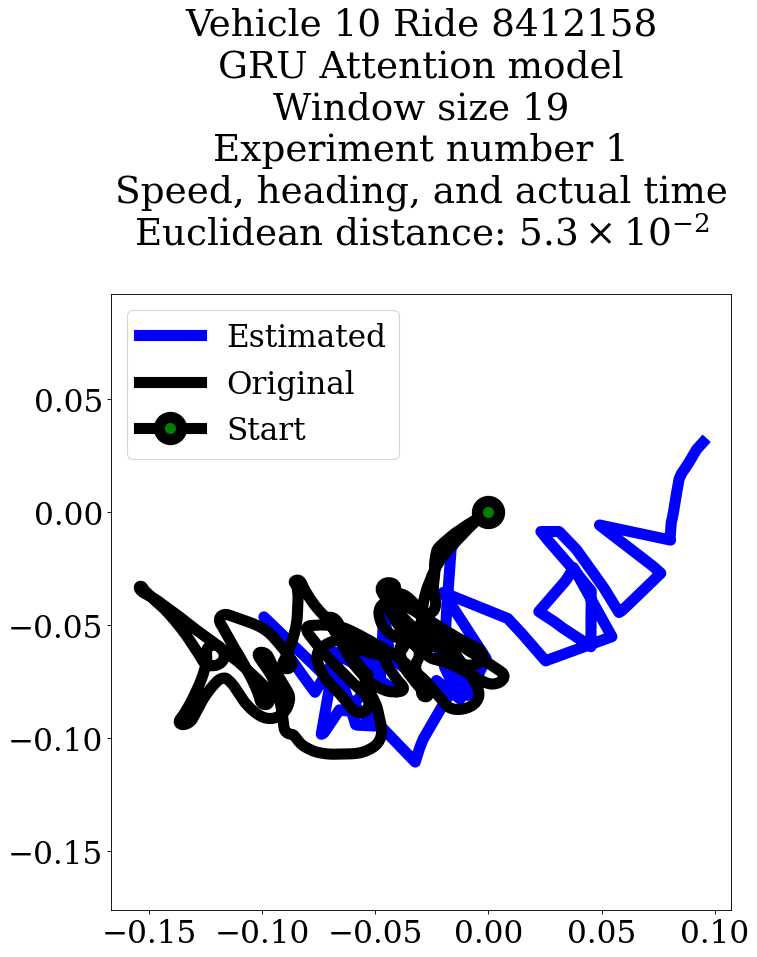 Vehicle 10 Ride 8412158
GRU Attention model
Window size 19
Experiment number 1
Speed, heading, and actual time
Euclidean distance: 5.3 × 10⁻²
Estimated
Original
Start
0.05
0.00
−0.05
−0.10
−0.15
−0.15 −0.10 −0.05 0.00 0.05 0.10